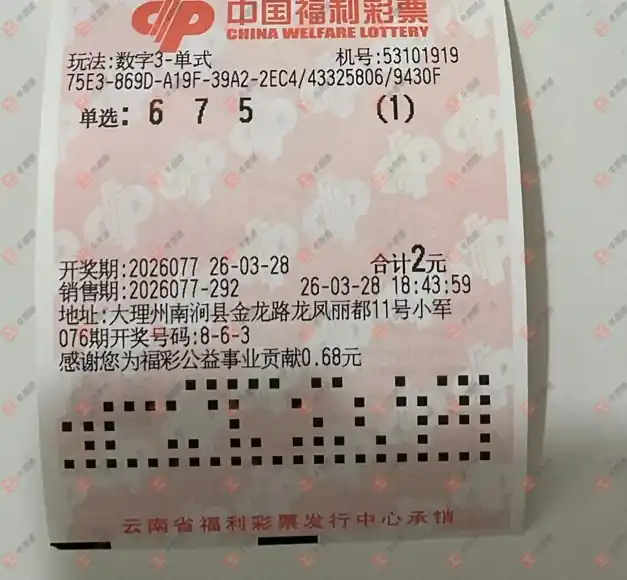 中国福利彩票
CHINA WELFARE LOTTERY
玩法:数字3-单式 机号:53101919
75E3-869D-A19F-39A2-2EC4/43325806/9430F
单选: 6 7 5 (1)
开奖期:2026077 26-03-28 合计2元
销售期:2026077-292 26-03-28 18:43:59
地址:大理州南涧县金龙路龙凤丽都11号小军
076期开奖号码:8-6-3
感谢您为福彩公益事业贡献0.68元
云南省福利彩票发行中心承销